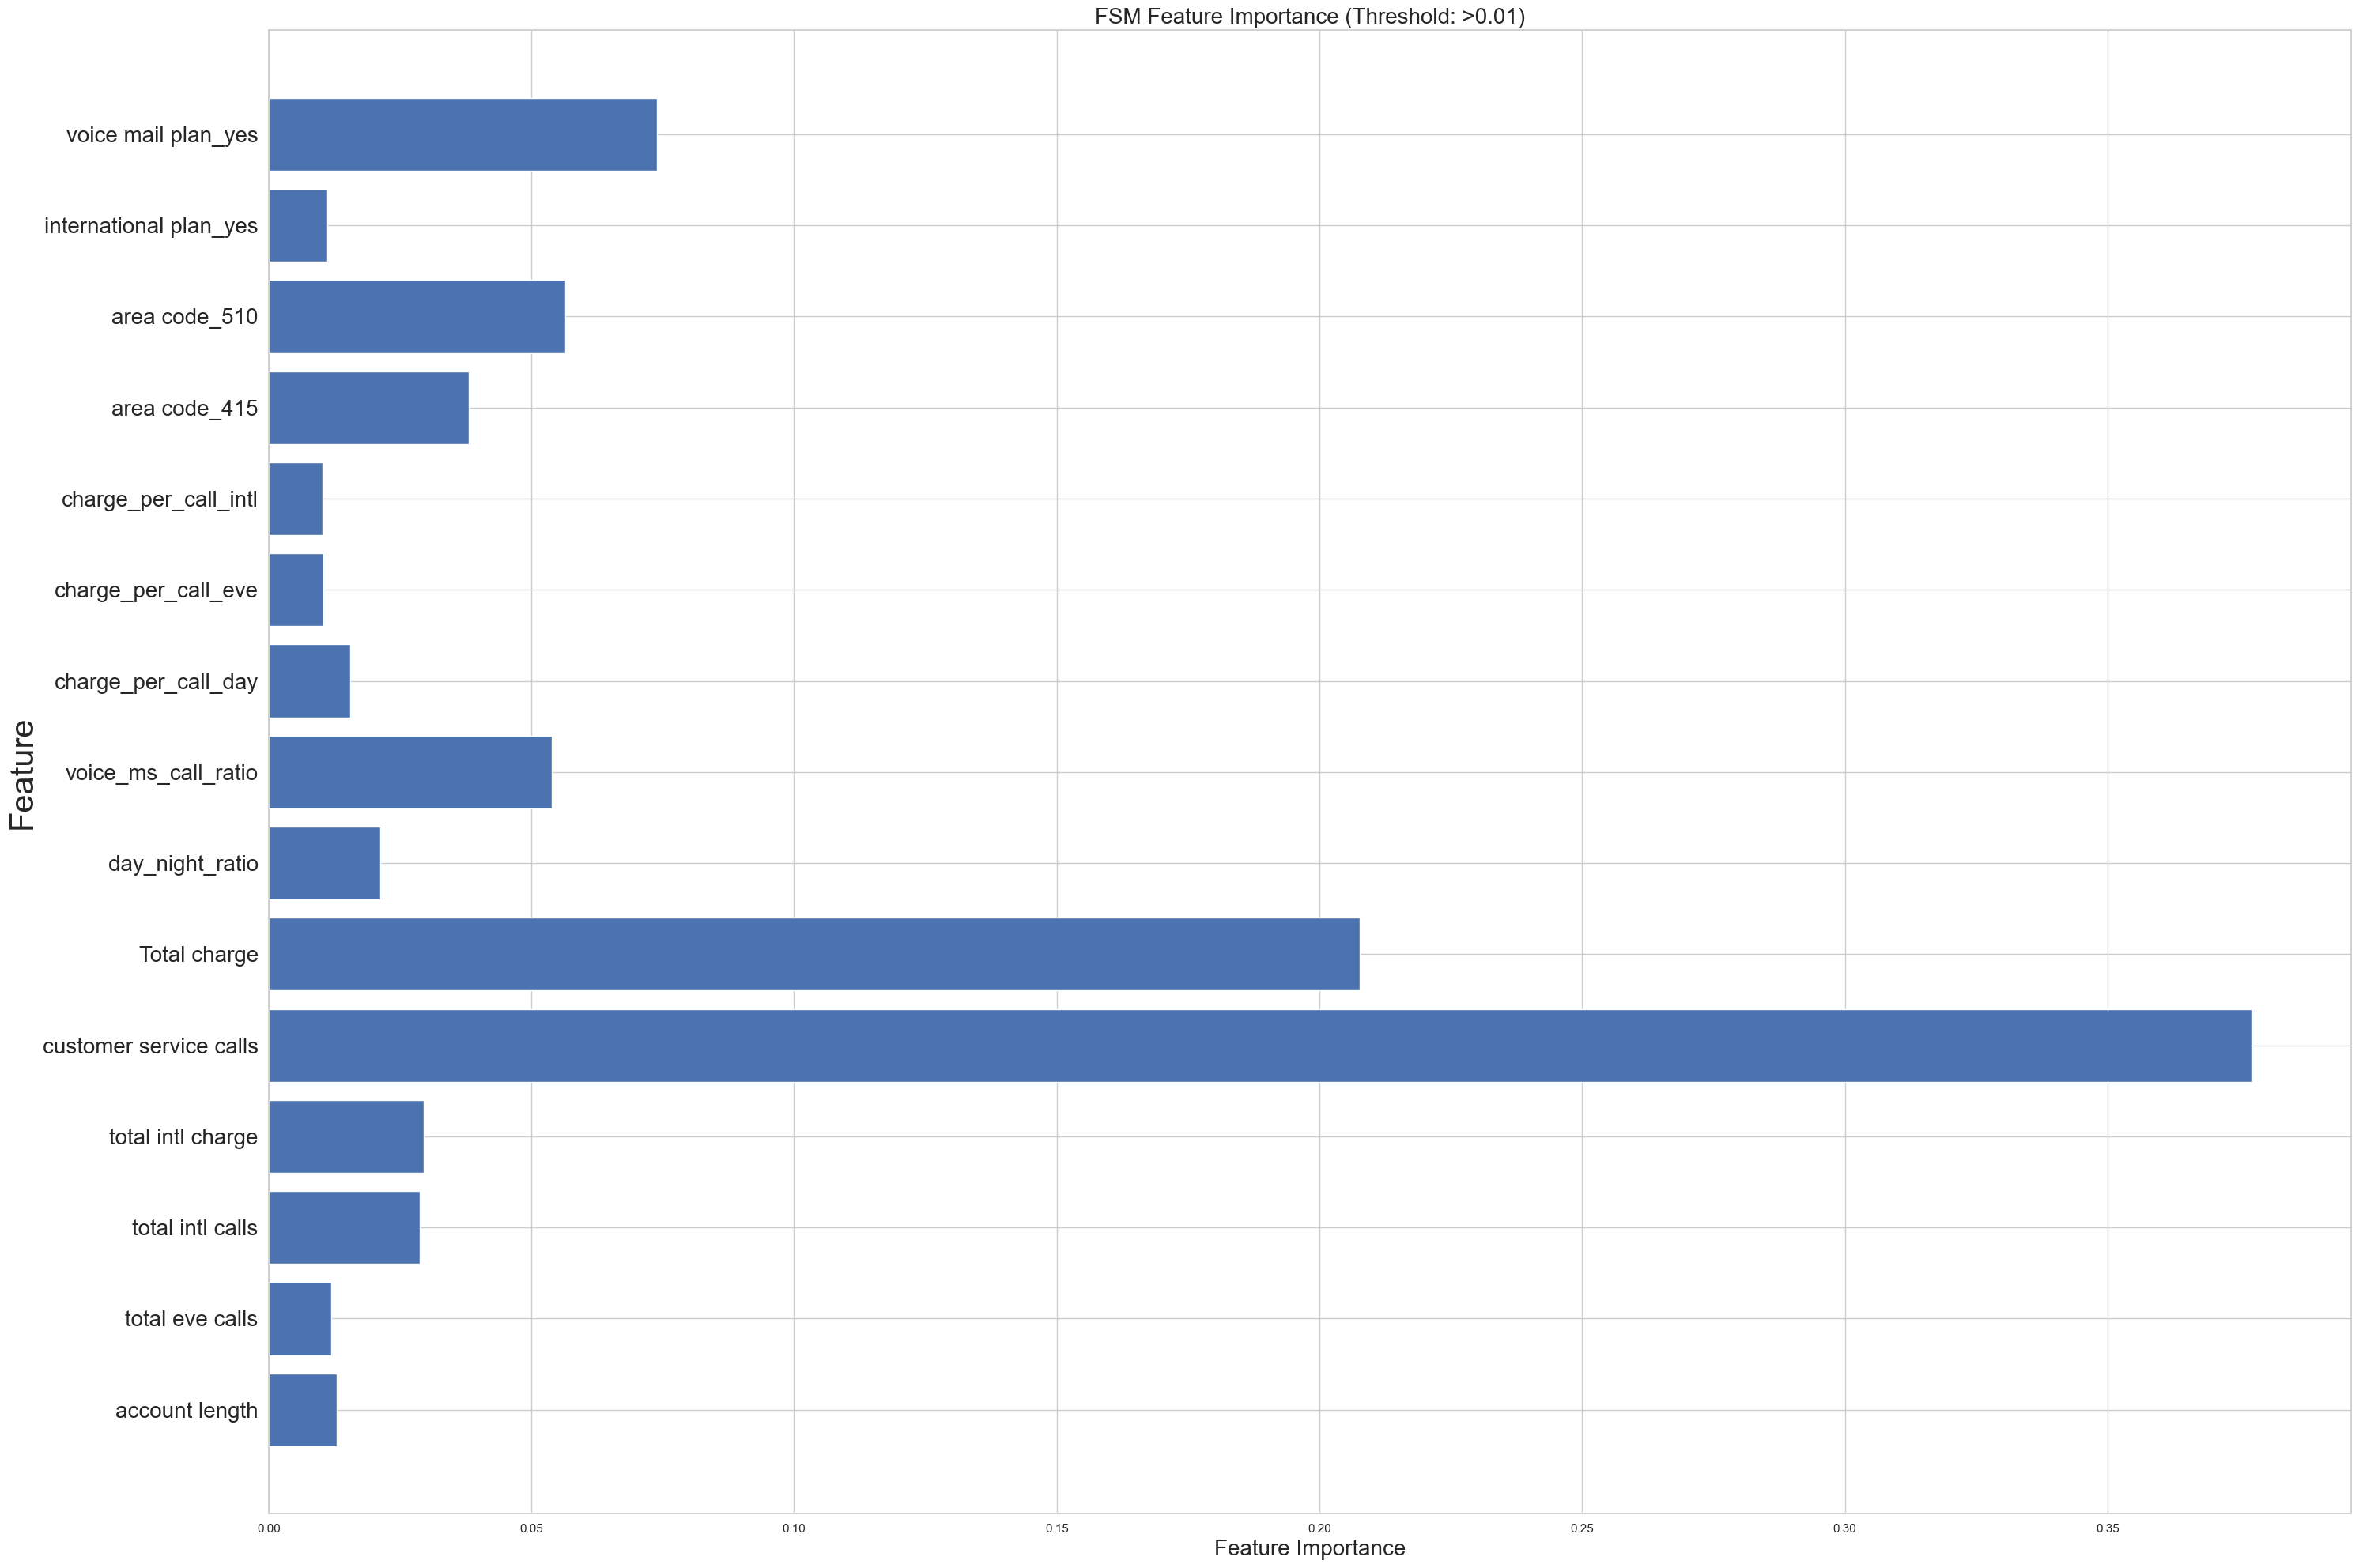 FSM Feature Importance (Threshold: >0.01)
Feature
voice mail plan_yes
international plan_yes
area code_510
area code_415
charge_per_call_intl
charge_per_call_eve
charge_per_call_day
voice_ms_call_ratio
day_night_ratio
Total charge
customer service calls
total intl charge
total intl calls
total eve calls
account length
0.00 0.05 0.10 0.15 0.20 0.25 0.30 0.35
Feature Importance